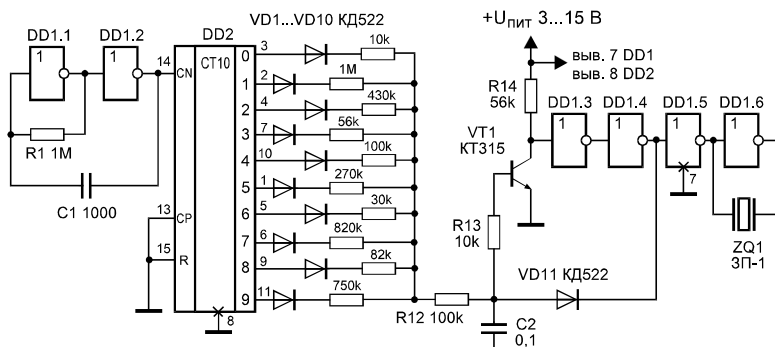 DD1.1
DD1.2
1
1
R1 1M
C1 1000
DD2
14
CN
CT10
13
CP
15
R
8
VD1...VD10 КД522
0
3
10k
1
2
1M
2
4
430k
3
7
56k
4
10
100k
5
1
270k
6
5
30k
7
6
820k
8
9
82k
9
11
750k
R12 100k
C2
0,1
VD11 КД522
R13
10k
VT1
КТ315
R14
56k
+Uпит 3...15 В
выв. 7 DD1
выв. 8 DD2
DD1.3
DD1.4
DD1.5
DD1.6
1
1
1
1
7
ZQ1
ЗП-1